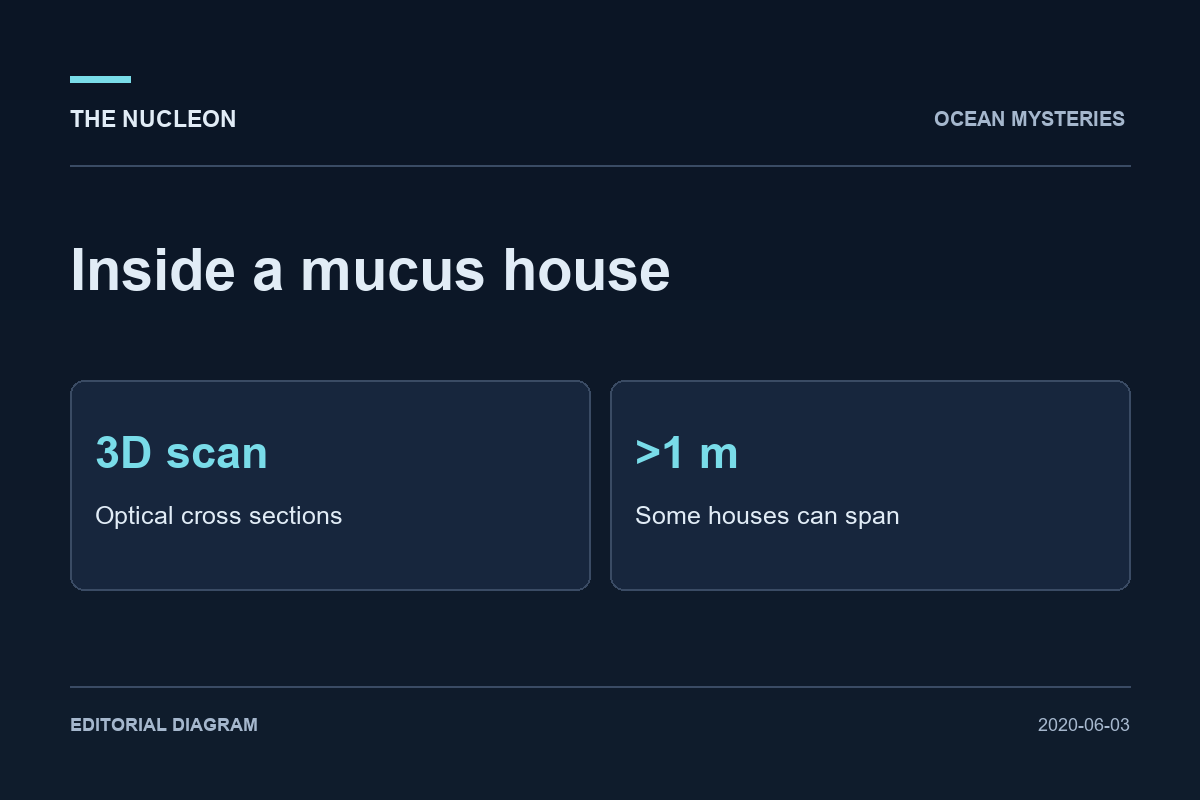 THE NUCLEON
OCEAN MYSTERIES
Inside a mucus house
3D scan
Optical cross sections
>1 m
Some houses can span
EDITORIAL DIAGRAM
2020-06-03